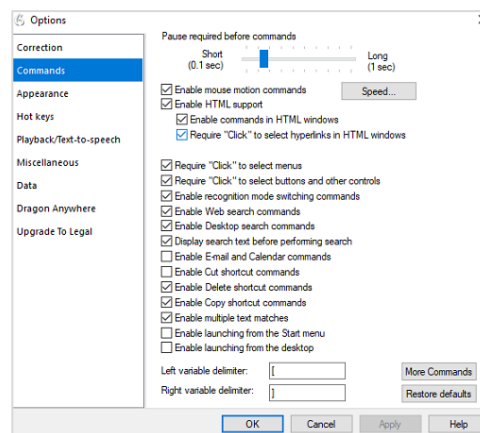 Options
Correction
Commands
Appearance
Hot keys
Playback/Text-to-speech
Miscellaneous
Data
Dragon Anywhere
Upgrade To Legal
Pause required before commands
Short
(0.1 sec)
Long
(1 sec)
Enable mouse motion commands
Speed...
Enable HTML support
Enable commands in HTML windows
Require "Click" to select hyperlinks in HTML windows
Require "Click" to select menus
Require "Click" to select buttons and other controls
Enable recognition mode switching commands
Enable Web search commands
Enable Desktop search commands
Display search text before performing search
Enable E-mail and Calendar commands
Enable Cut shortcut commands
Enable Delete shortcut commands
Enable Copy shortcut commands
Enable multiple text matches
Enable launching from the Start menu
Enable launching from the desktop
Left variable delimiter: [
More Commands
Right variable delimiter: ]
Restore defaults
OK Cancel Apply Help